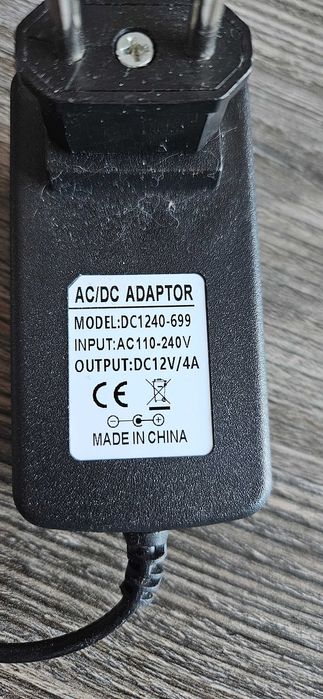 AC/DC ADAPTOR
MODEL:DC1240-699
INPUT:AC110-240V
OUTPUT:DC12V/4A
CE
MADE IN CHINA